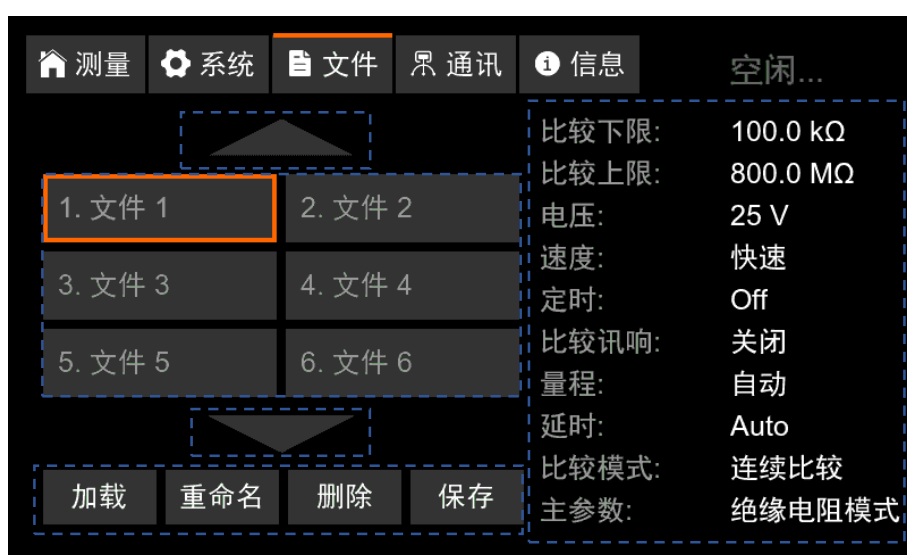 测量 系统 文件 通讯 信息 空闲...
1. 文件 1 2. 文件 2
3. 文件 3 4. 文件 4
5. 文件 5 6. 文件 6
加载 重命名 删除 保存
比较下限: 100.0 kΩ
比较上限: 800.0 MΩ
电压: 25 V
速度: 快速
定时: Off
比较讯响: 关闭
量程: 自动
延时: Auto
比较模式: 连续比较
主参数: 绝缘电阻模式